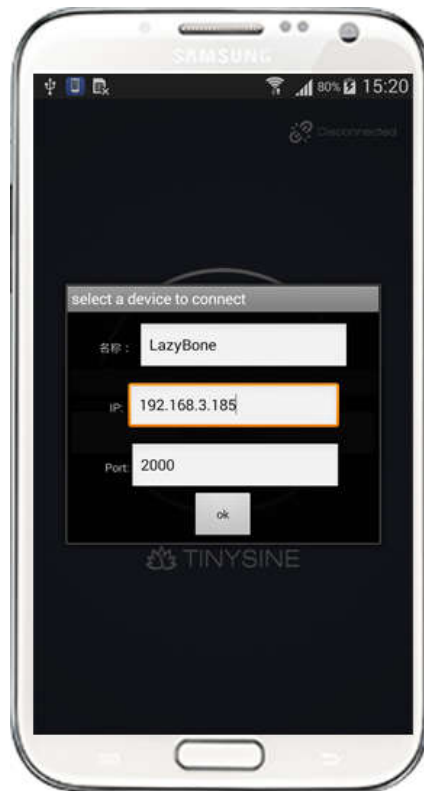 SAMSUNG
80% 15:20
Disconnected
select a device to connect
名称：
LazyBone
IP:
192.168.3.185
Port:
2000
ok
TINYSINE